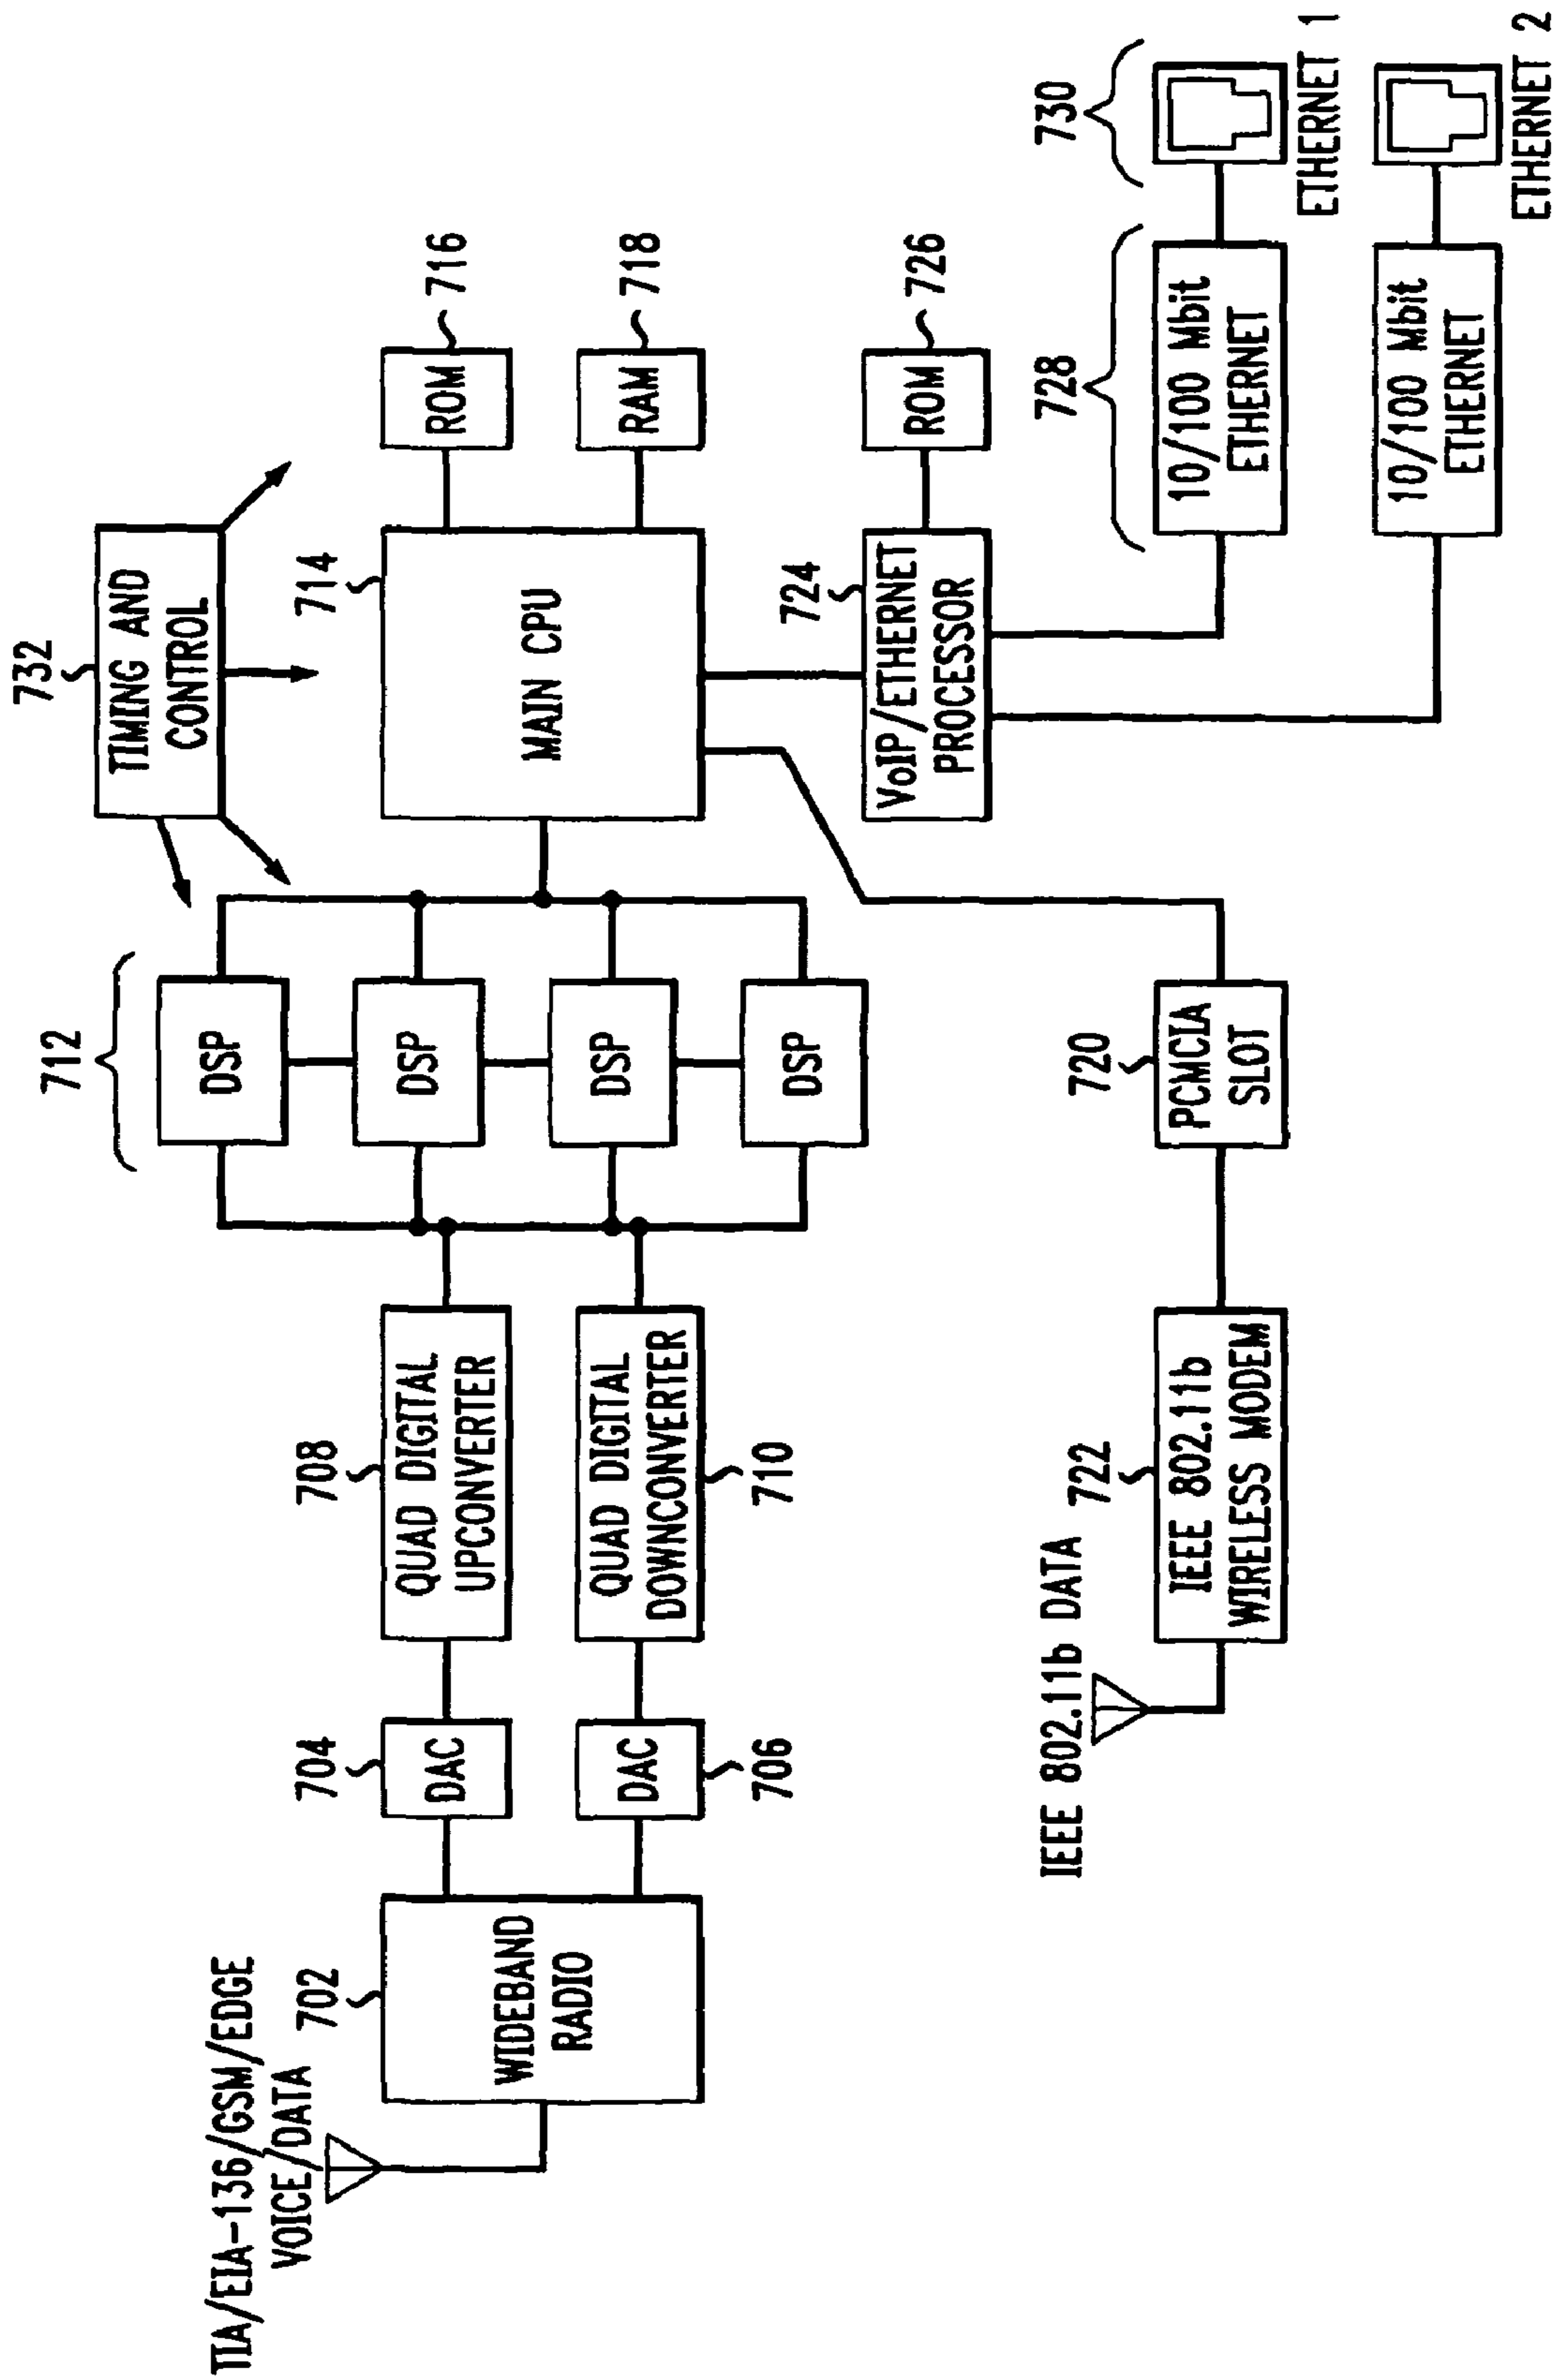 732
TIMING AND
CONTROL
712
DSP
DSP
DSP
DSP
714
MAIN CPU
ROM
716
RAM
718
TIA/EIA-136/GSM/EDGE
VOICE/DATA
702
WIDEBAND
RADIO
704
DAC
DAC
706
708
QUAD DIGITAL
UPCONVERTER
QUAD DIGITAL
DOWNCONVERTER
710
724
VoIP/ETHERNET
PROCESSOR
ROM
726
IEEE 802.11b DATA
722
IEEE 802.11b
WIRELESS MODEM
720
PCMCIA
SLOT
728
10/100 Mbit
ETHERNET
730
ETHERNET 1
10/100 Mbit
ETHERNET
ETHERNET 2